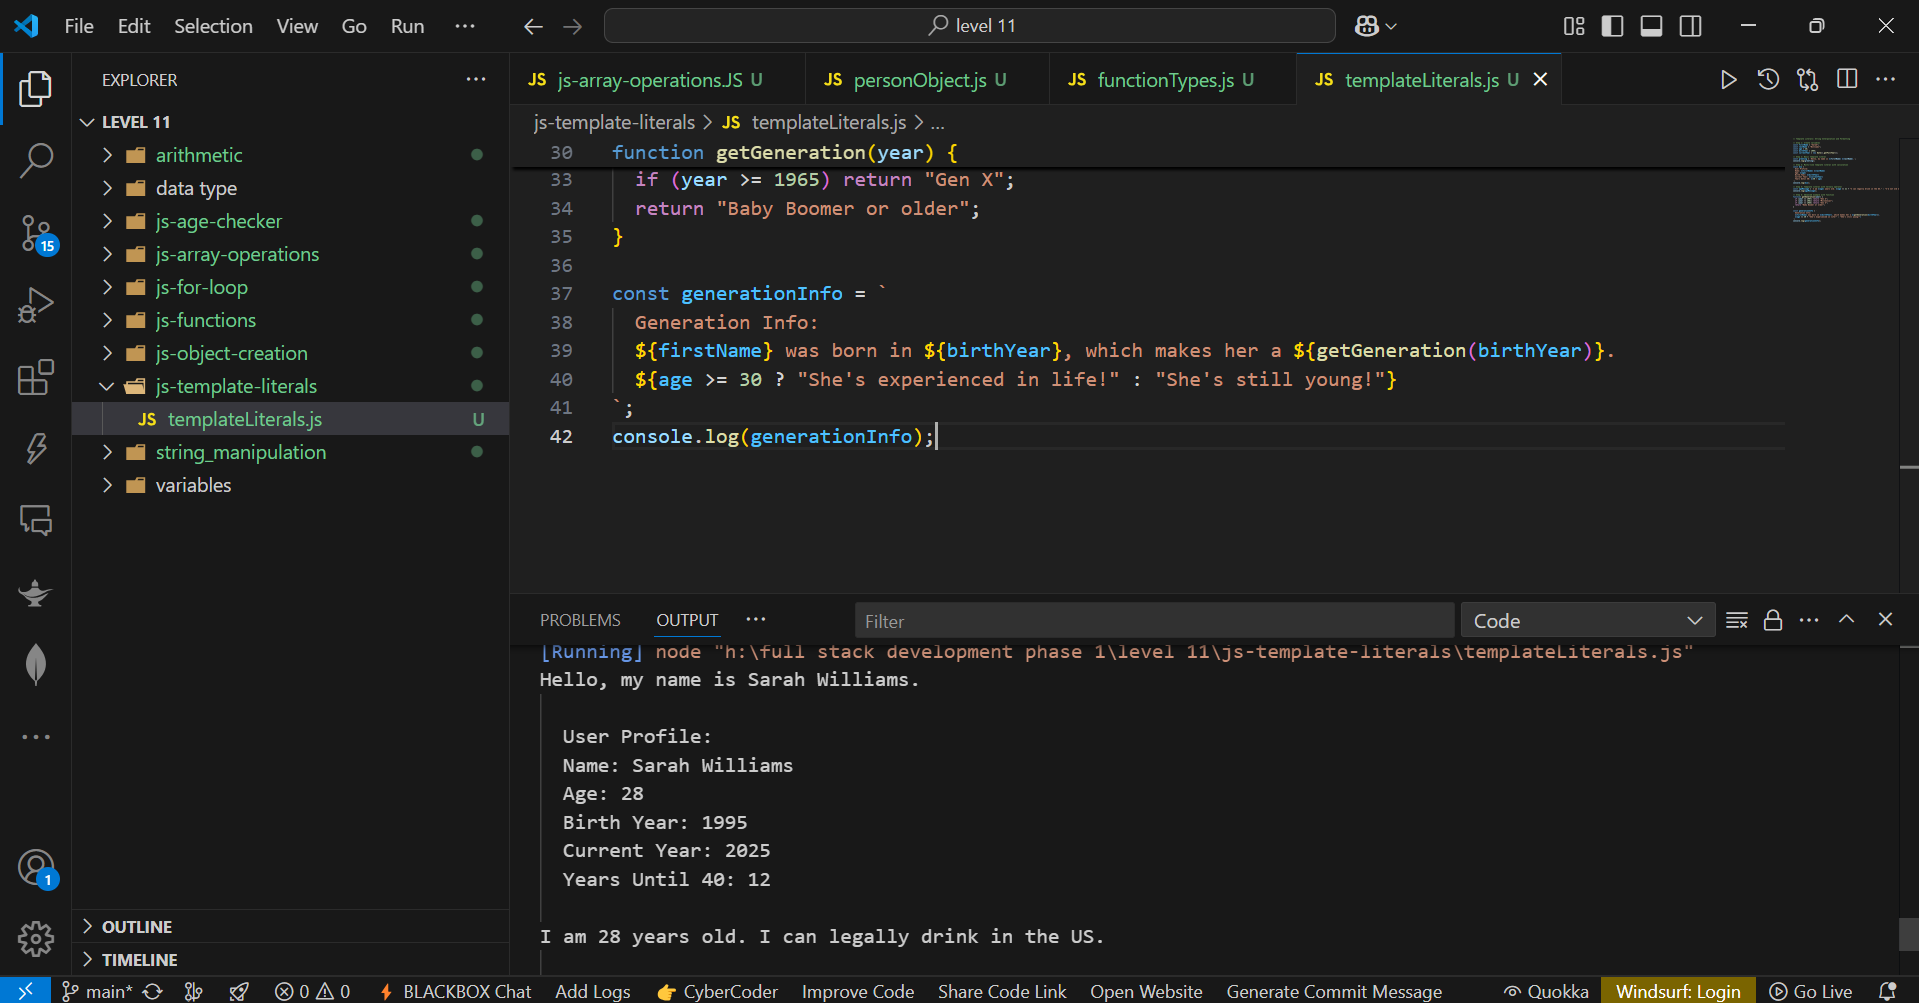 File Edit Selection View Go Run ... level 11
EXPLORER ...
LEVEL 11
arithmetic
data type
js-age-checker
js-array-operations
js-for-loop
js-functions
js-object-creation
js-template-literals
JS templateLiterals.js U
string_manipulation
variables
OUTLINE
TIMELINE
15
1
JS js-array-operations.JS U JS personObject.js U JS functionTypes.js U JS templateLiterals.js U
js-template-literals > JS templateLiterals.js > ...
30 function getGeneration(year) {
33 if (year >= 1965) return "Gen X";
34 return "Baby Boomer or older";
35 }
36
37 const generationInfo = `
38 Generation Info:
39 ${firstName} was born in ${birthYear}, which makes her a ${getGeneration(birthYear)}.
40 ${age >= 30 ? "She's experienced in life!" : "She's still young!"}
41 `;
42 console.log(generationInfo);
PROBLEMS OUTPUT ... Filter Code
[Running] node "h:\full stack development phase 1\level 11\js-template-literals\templateLiterals.js"
Hello, my name is Sarah Williams.
User Profile:
Name: Sarah Williams
Age: 28
Birth Year: 1995
Current Year: 2025
Years Until 40: 12
I am 28 years old. I can legally drink in the US.
main* 0 0 BLACKBOX Chat Add Logs CyberCoder Improve Code Share Code Link Open Website Generate Commit Message Quokka Windsurf: Login Go Live